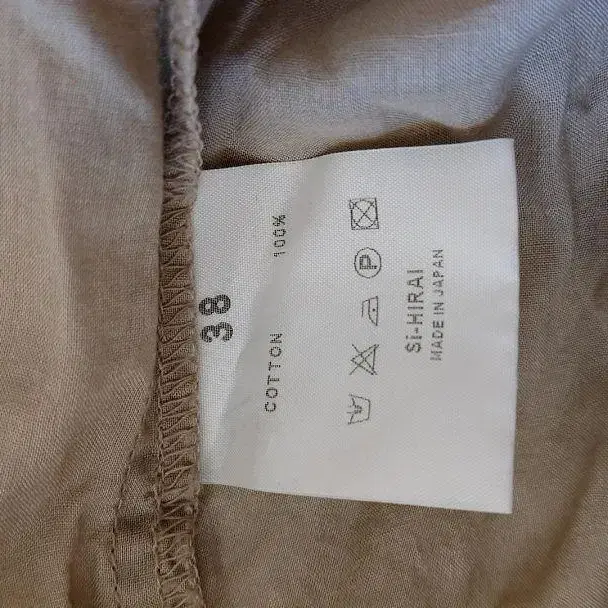 38
COTTON 100%
P
Si-HIRAI
MADE IN JAPAN